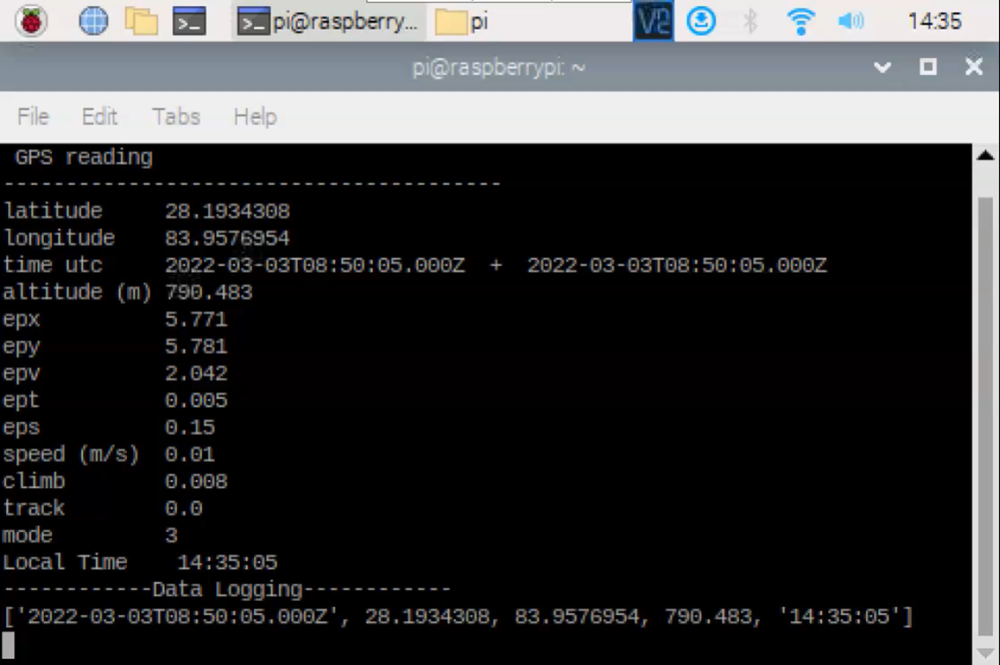 pi@raspberry... pi 14:35
pi@raspberrypi: ~
File Edit Tabs Help
GPS reading
----------------------------------------
latitude 28.1934308
longitude 83.9576954
time utc 2022-03-03T08:50:05.000Z + 2022-03-03T08:50:05.000Z
altitude (m) 790.483
epx 5.771
epy 5.781
epv 2.042
ept 0.005
eps 0.15
speed (m/s) 0.01
climb 0.008
track 0.0
mode 3
Local Time 14:35:05
------------Data Logging------------
['2022-03-03T08:50:05.000Z', 28.1934308, 83.9576954, 790.483, '14:35:05']